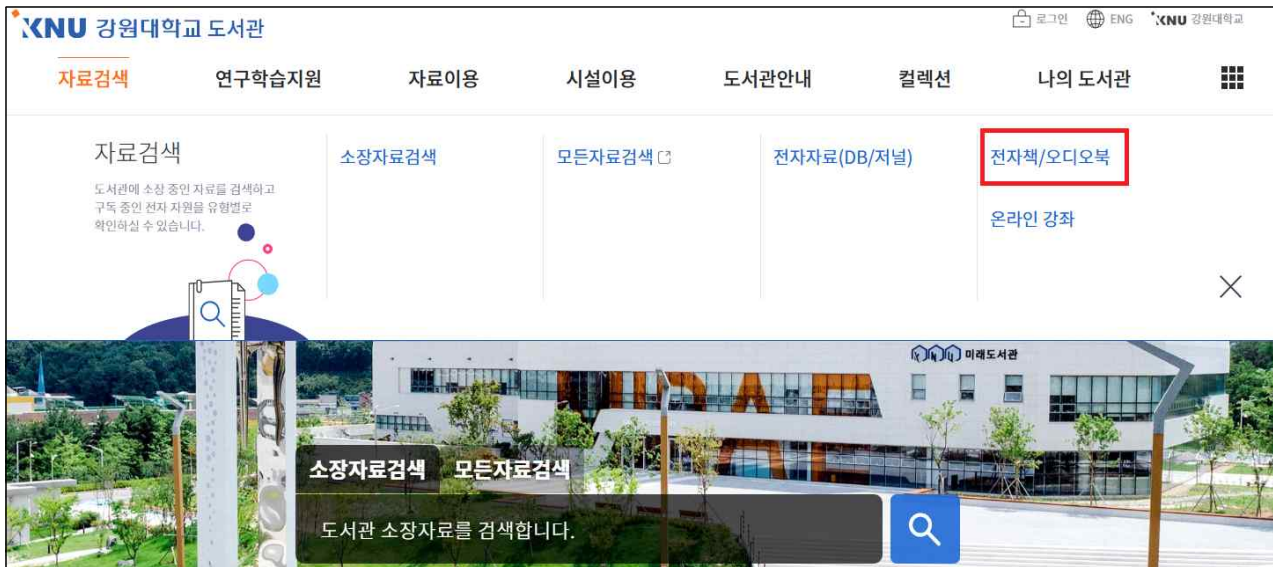 KNU 강원대학교 도서관
로그인 ENG KNU 강원대학교
자료검색 연구학습지원 자료이용 시설이용 도서관안내 컬렉션 나의 도서관
자료검색
도서관에 소장 중인 자료를 검색하고
구독 중인 전자 자원을 유형별로
확인하실 수 있습니다.
소장자료검색
모든자료검색
전자자료(DB/저널)
전자책/오디오북
온라인 강좌
미래도서관
소장자료검색 모든자료검색
도서관 소장자료를 검색합니다.